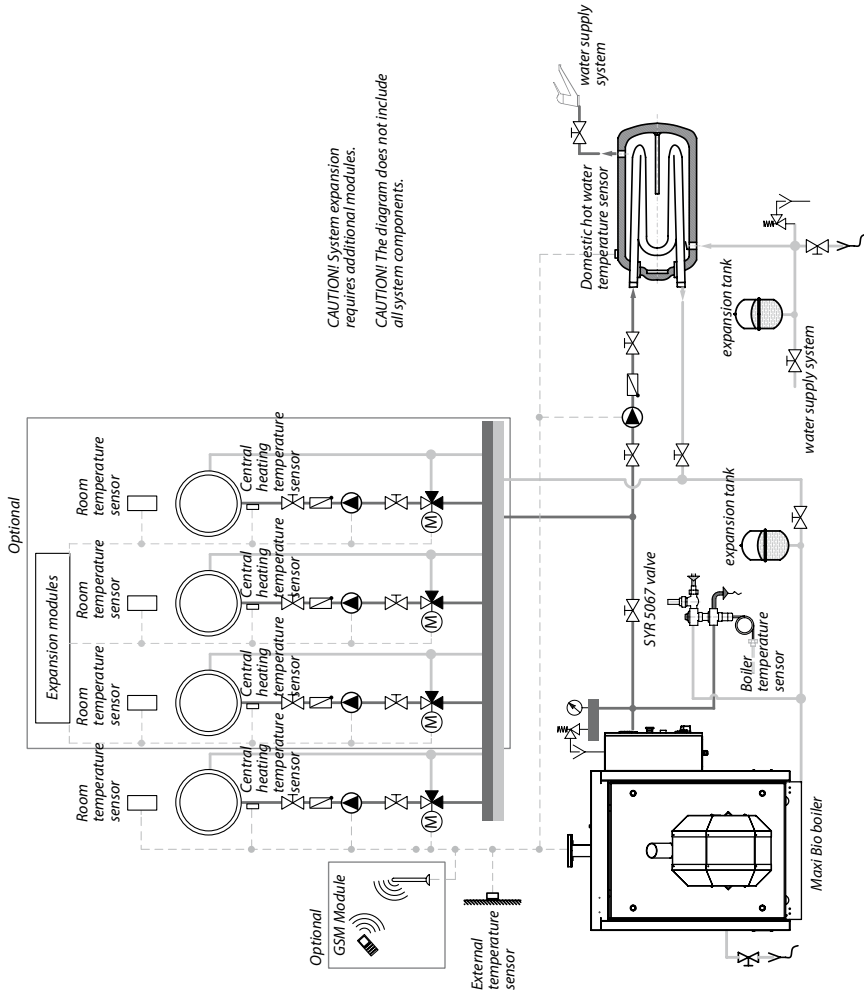 Optional
Expansion modules
Room
temperature
sensor
Room
temperature
sensor
Room
temperature
sensor
Room
temperature
sensor
Central
heating
temperature
sensor
Central
heating
temperature
sensor
Central
heating
temperature
sensor
Central
heating
temperature
sensor
M
M
M
M
CAUTION! System expansion
requires additional modules.
CAUTION! The diagram does not include
all system components.
water supply
system
Domestic hot water
temperature sensor
expansion tank
water supply system
Optional
GSM Module
External
temperature
sensor
SYR 5067 valve
expansion tank
Boiler
temperature
sensor
Maxi Bio boiler